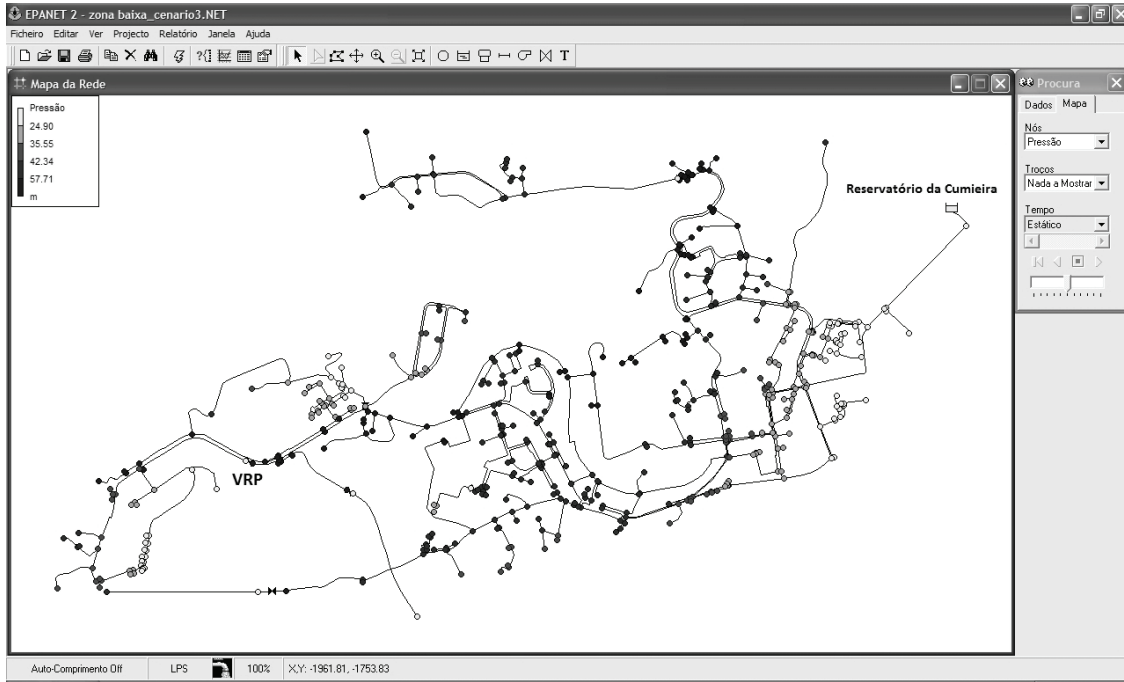 EPANET 2 - zona baixa_cenario3.NET
Ficheiro Editar Ver Projecto Relatório Janela Ajuda
T
Mapa da Rede
Pressão
24.90
35.55
42.34
57.71
m
Reservatório da Cumieira
VRP
Procura
Dados Mapa
Nós
Pressão
Troços
Nada a Mostrar
Tempo
Estático
Auto-Comprimento Off LPS 100% X,Y: -1961.81, -1753.83